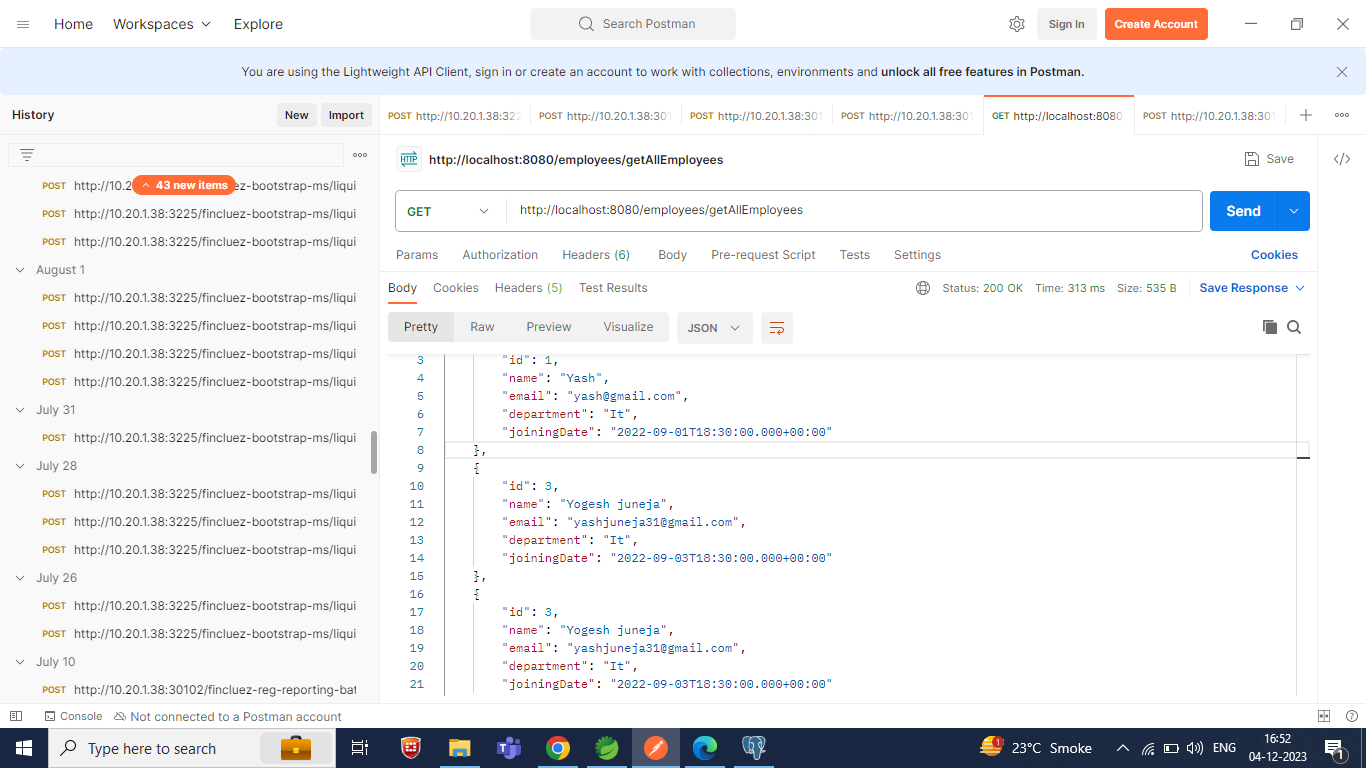 Home Workspaces Explore Search Postman Sign In Create Account
You are using the Lightweight API Client, sign in or create an account to work with collections, environments and unlock all free features in Postman.
History New Import
POST http://10.20.1.38:322 POST http://10.20.1.38:301 POST http://10.20.1.38:301 POST http://10.20.1.38:301 GET http://localhost:8080 POST http://10.20.1.38:301
43 new items
POST http://10.2 ez-bootstrap-ms/liqui
POST http://10.20.1.38:3225/fincluez-bootstrap-ms/liqui
POST http://10.20.1.38:3225/fincluez-bootstrap-ms/liqui
August 1
POST http://10.20.1.38:3225/fincluez-bootstrap-ms/liqui
POST http://10.20.1.38:3225/fincluez-bootstrap-ms/liqui
POST http://10.20.1.38:3225/fincluez-bootstrap-ms/liqui
POST http://10.20.1.38:3225/fincluez-bootstrap-ms/liqui
July 31
POST http://10.20.1.38:3225/fincluez-bootstrap-ms/liqui
July 28
POST http://10.20.1.38:3225/fincluez-bootstrap-ms/liqui
POST http://10.20.1.38:3225/fincluez-bootstrap-ms/liqui
POST http://10.20.1.38:3225/fincluez-bootstrap-ms/liqui
July 26
POST http://10.20.1.38:3225/fincluez-bootstrap-ms/liqui
POST http://10.20.1.38:3225/fincluez-bootstrap-ms/liqui
July 10
POST http://10.20.1.38:30102/fincluez-reg-reporting-bat
HTTP http://localhost:8080/employees/getAllEmployees Save
GET http://localhost:8080/employees/getAllEmployees Send
Params Authorization Headers (6) Body Pre-request Script Tests Settings Cookies
Body Cookies Headers (5) Test Results Status: 200 OK Time: 313 ms Size: 535 B Save Response
Pretty Raw Preview Visualize JSON
3 "id": 1,
4 "name": "Yash",
5 "email": "yash@gmail.com",
6 "department": "It",
7 "joiningDate": "2022-09-01T18:30:00.000+00:00"
8 },
9 {
10 "id": 3,
11 "name": "Yogesh juneja",
12 "email": "yashjuneja31@gmail.com",
13 "department": "It",
14 "joiningDate": "2022-09-03T18:30:00.000+00:00"
15 },
16 {
17 "id": 3,
18 "name": "Yogesh juneja",
19 "email": "yashjuneja31@gmail.com",
20 "department": "It",
21 "joiningDate": "2022-09-03T18:30:00.000+00:00"
Console Not connected to a Postman account
Type here to search 1 23°C Smoke ENG 16:52
04-12-2023 1